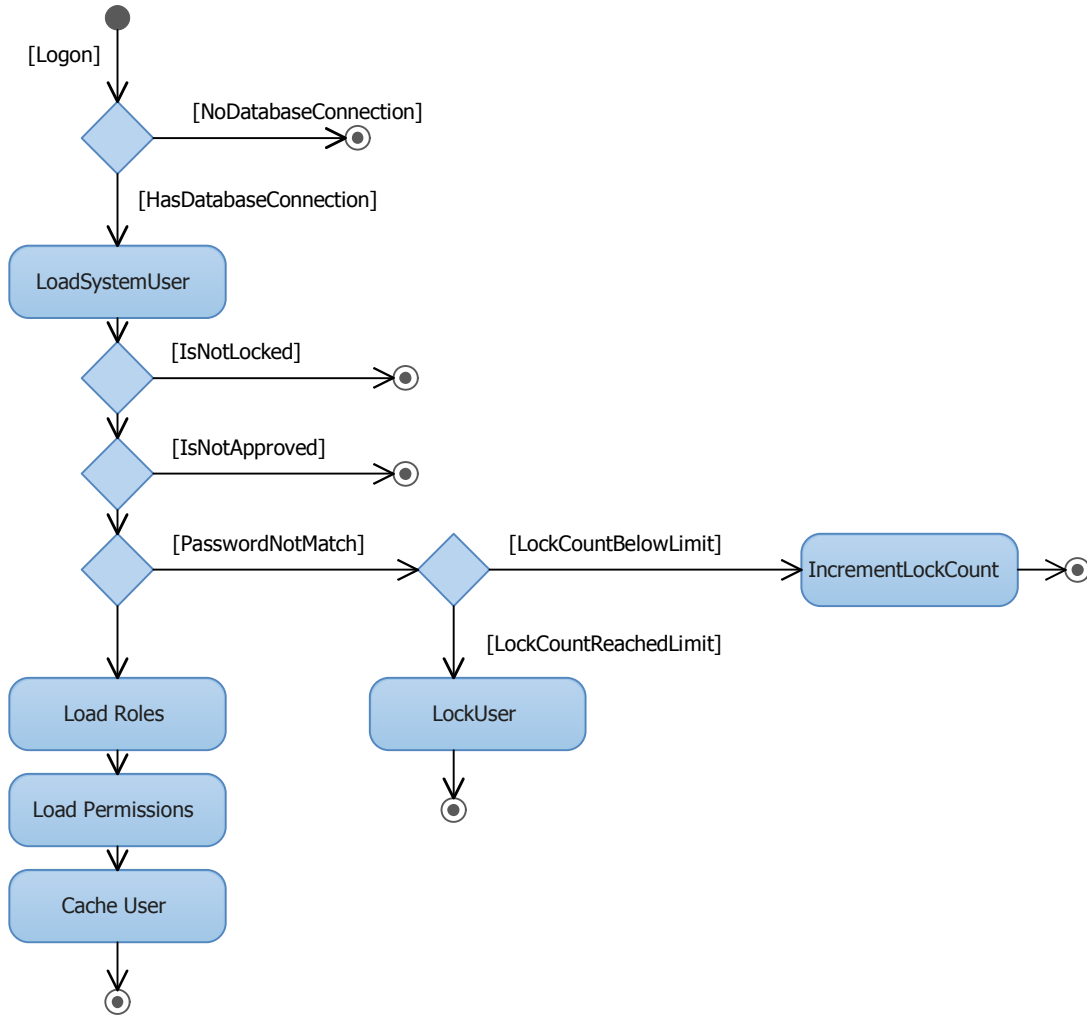 [Logon]
[NoDatabaseConnection]
[HasDatabaseConnection]
LoadSystemUser
[IsNotLocked]
[IsNotApproved]
[PasswordNotMatch]
[LockCountBelowLimit]
IncrementLockCount
[LockCountReachedLimit]
Load Roles
LockUser
Load Permissions
Cache User